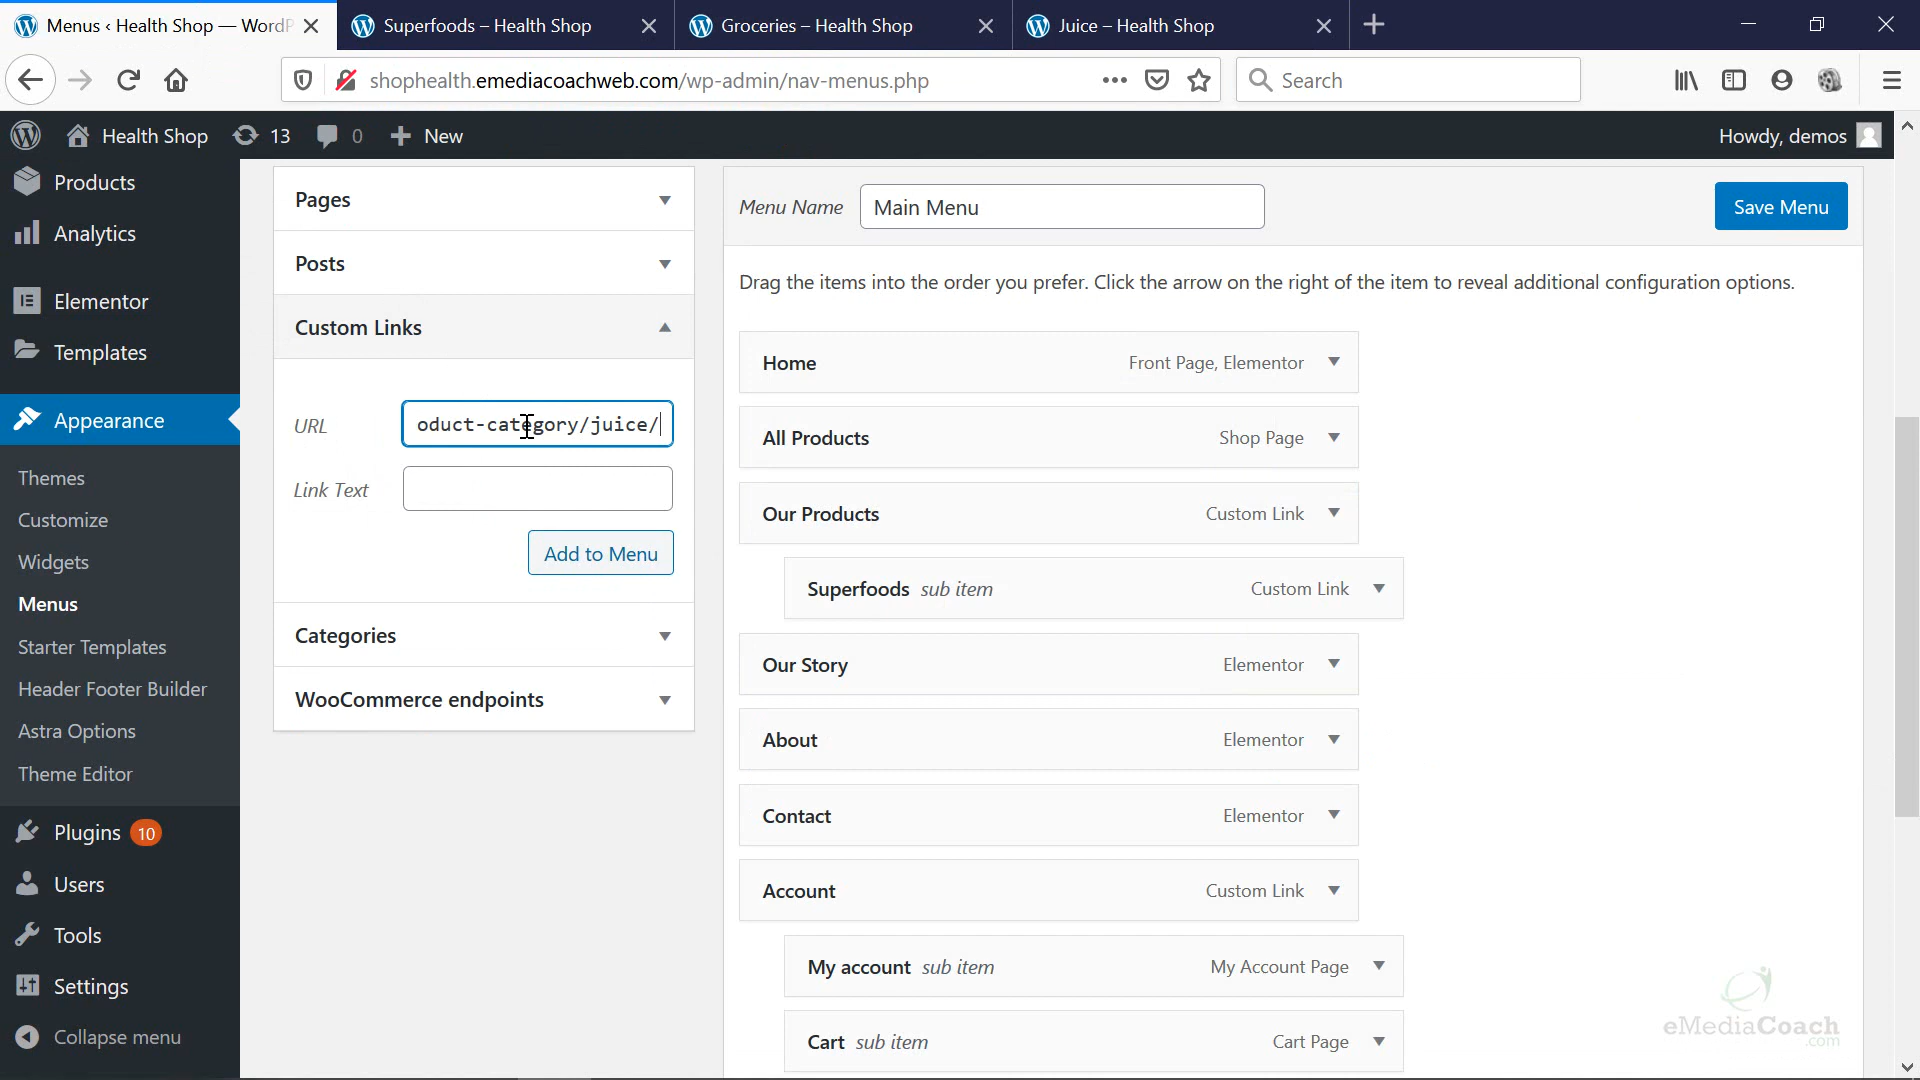 Menus ‹ Health Shop — WordP
Superfoods – Health Shop
Groceries – Health Shop
Juice – Health Shop
shophealth.emediacoachweb.com/wp-admin/nav-menus.php
Search
Health Shop
13
0
New
Howdy, demos
Products
Analytics
Elementor
Templates
Appearance
Themes
Customize
Widgets
Menus
Starter Templates
Header Footer Builder
Astra Options
Theme Editor
Plugins 10
Users
Tools
Settings
Collapse menu
Pages
Posts
Custom Links
URL oduct-category/juice/
Link Text
Add to Menu
Categories
WooCommerce endpoints
Menu Name Main Menu
Save Menu
Drag the items into the order you prefer. Click the arrow on the right of the item to reveal additional configuration options.
Home Front Page, Elementor
All Products Shop Page
Our Products Custom Link
Superfoods sub item Custom Link
Our Story Elementor
About Elementor
Contact Elementor
Account Custom Link
My account sub item My Account Page
Cart sub item Cart Page
eMediaCoach
.com